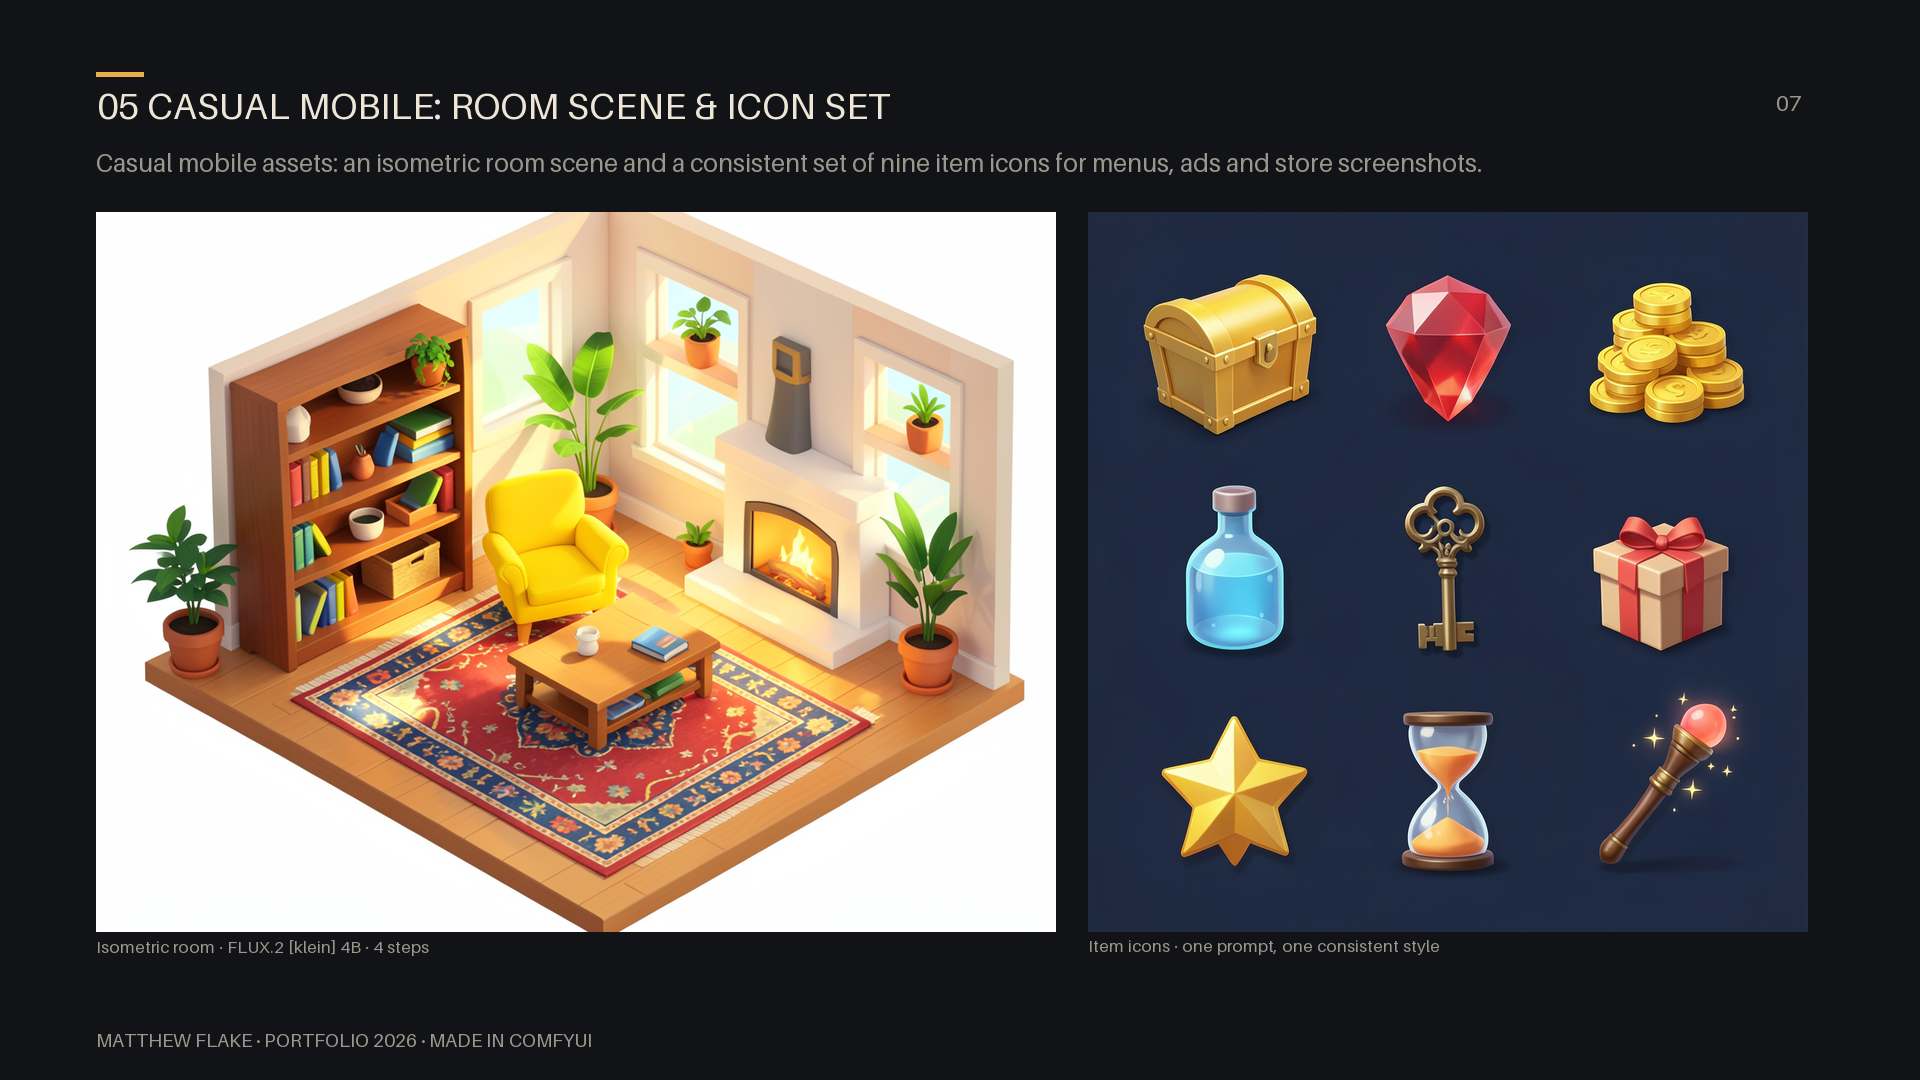 05 CASUAL MOBILE: ROOM SCENE & ICON SET
07
Casual mobile assets: an isometric room scene and a consistent set of nine item icons for menus, ads and store screenshots.
Isometric room · FLUX.2 [klein] 4B · 4 steps
Item icons · one prompt, one consistent style
MATTHEW FLAKE · PORTFOLIO 2026 · MADE IN COMFYUI